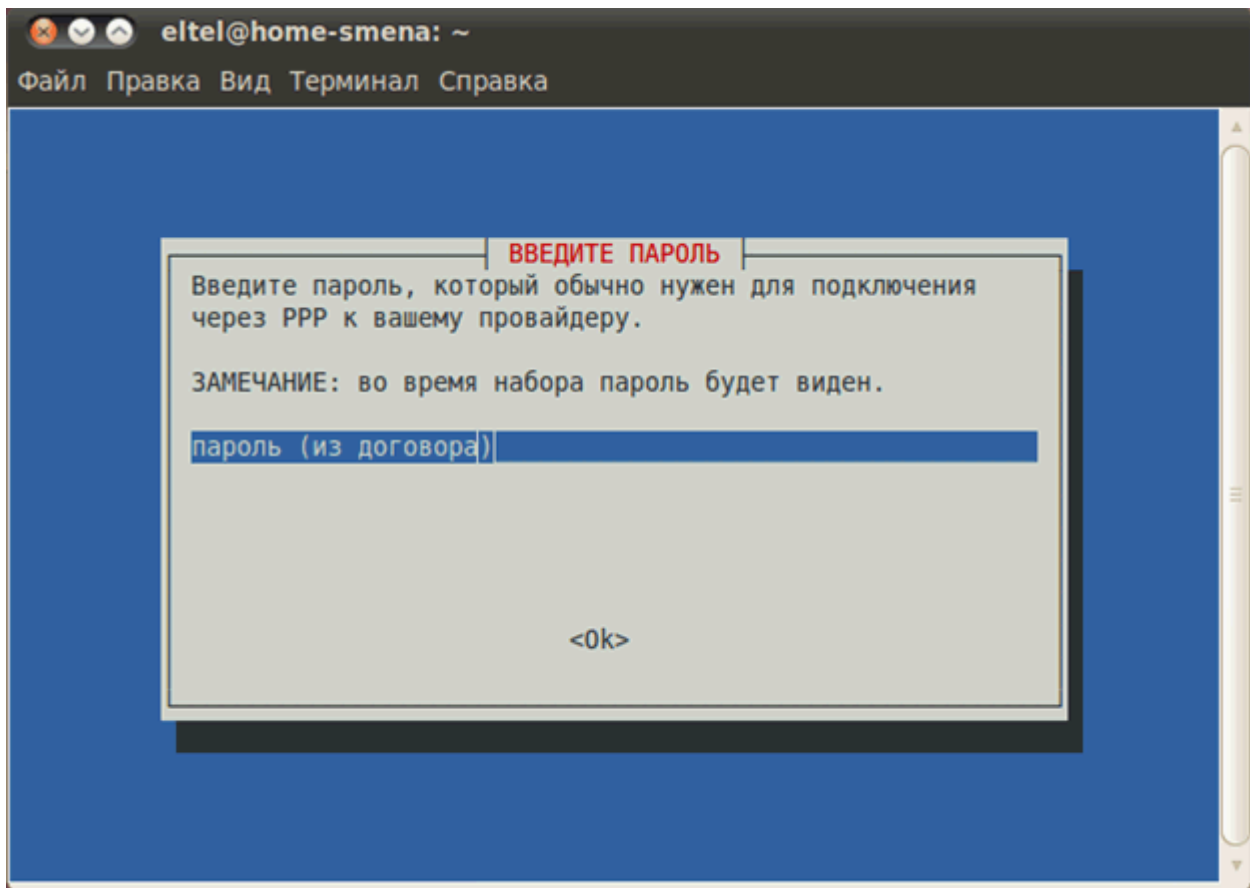 eltel@home-smena: ~
Файл Правка Вид Терминал Справка
ВВЕДИТЕ ПАРОЛЬ
Введите пароль, который обычно нужен для подключения
через PPP к вашему провайдеру.
ЗАМЕЧАНИЕ: во время набора пароль будет виден.
пароль (из договора)
<Ok>